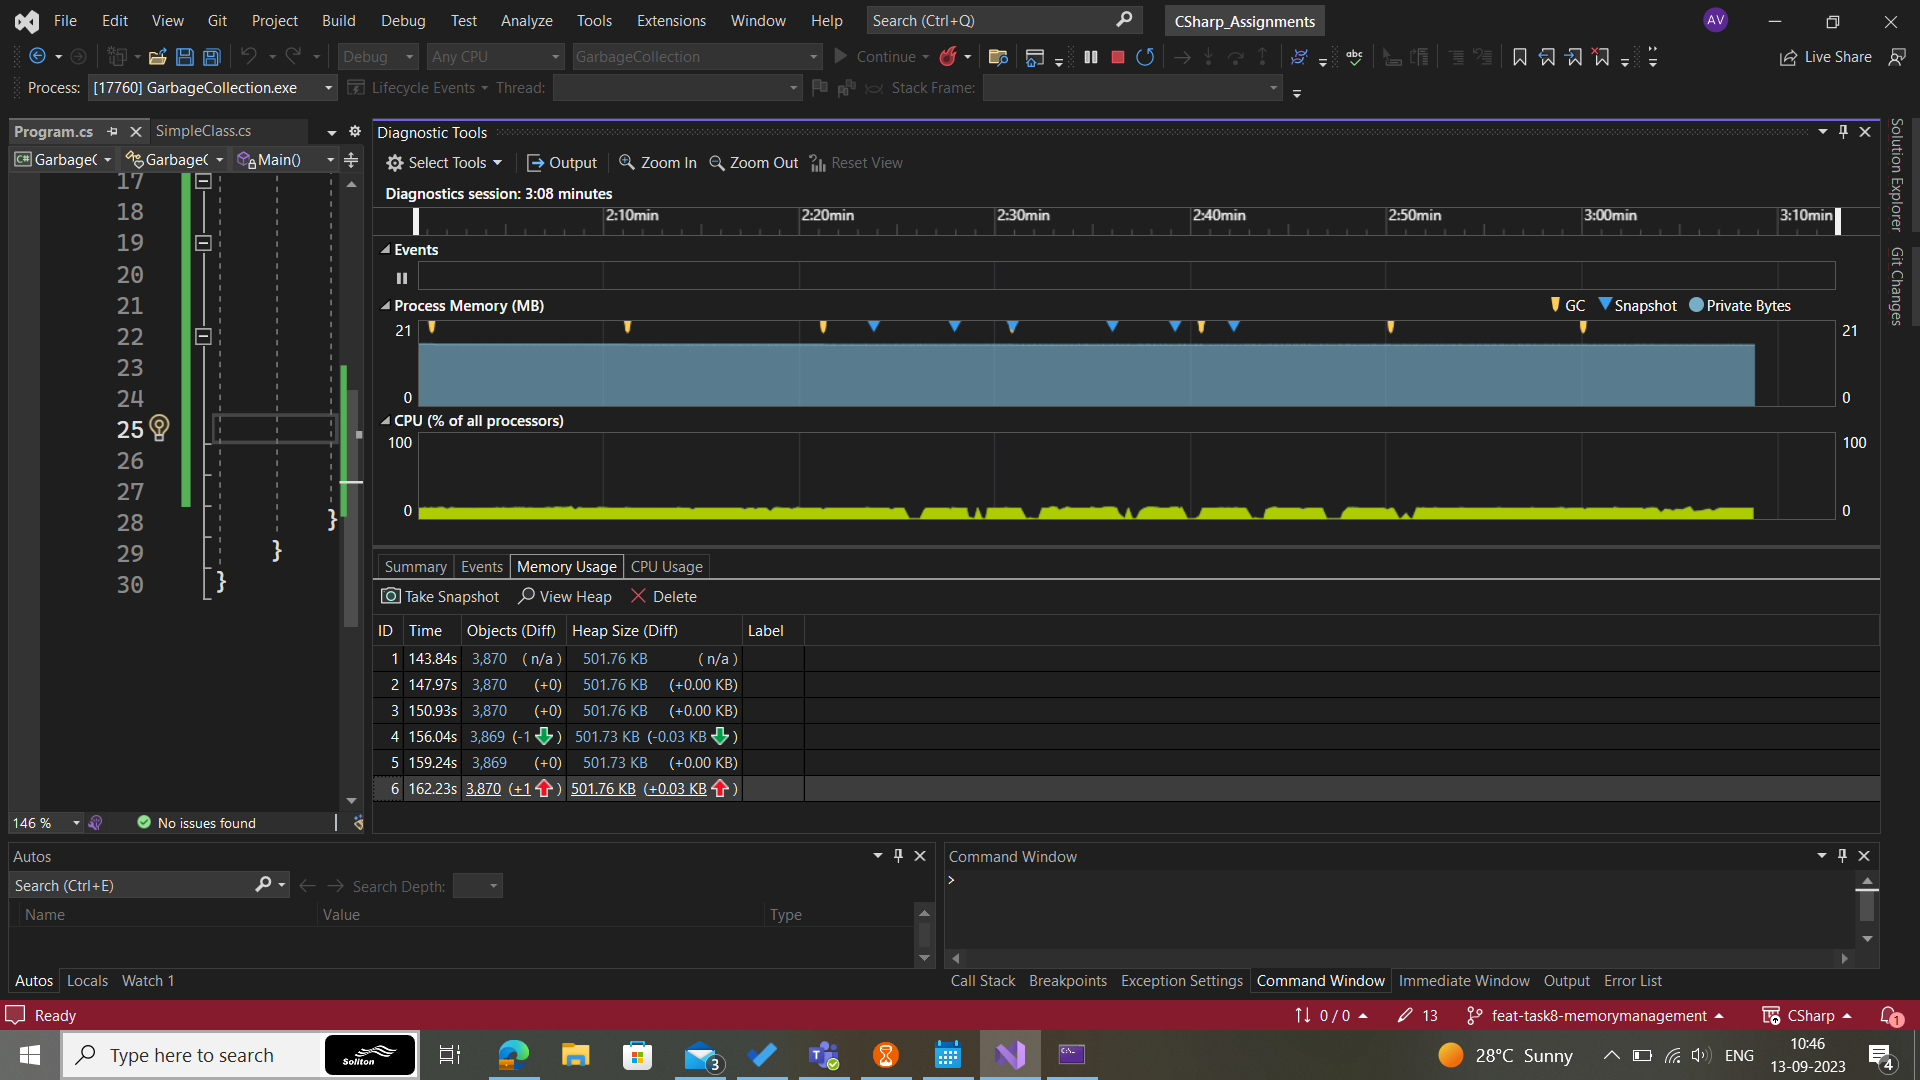 File Edit View Git Project Build Debug Test Analyze Tools Extensions Window Help Search (Ctrl+Q) CSharp_Assignments AV
Debug Any CPU GarbageCollection Continue abc Live Share
Process: [17760] GarbageCollection.exe Lifecycle Events Thread: Stack Frame:
Program.cs SimpleClass.cs
C# Garbage( Garbage( Main()
17
18
19
20
21
22
23
24
25
26
27
28 }
29 }
30 }
146 % No issues found
Diagnostic Tools
Select Tools Output Zoom In Zoom Out Reset View
Diagnostics session: 3:08 minutes
2:10min 2:20min 2:30min 2:40min 2:50min 3:00min 3:10min
Events
Process Memory (MB) GC Snapshot Private Bytes
21 21
0 0
CPU (% of all processors)
100 100
0 0
Summary Events Memory Usage CPU Usage
Take Snapshot View Heap Delete
ID Time Objects (Diff) Heap Size (Diff) Label
1 143.84s 3,870 ( n/a ) 501.76 KB ( n/a )
2 147.97s 3,870 (+0) 501.76 KB (+0.00 KB)
3 150.93s 3,870 (+0) 501.76 KB (+0.00 KB)
4 156.04s 3,869 (-1 ) 501.73 KB (-0.03 KB )
5 159.24s 3,869 (+0) 501.73 KB (+0.00 KB)
6 162.23s 3,870 (+1 ) 501.76 KB (+0.03 KB )
Solution Explorer
Git Changes
Autos
Search (Ctrl+E) Search Depth:
Name Value Type
Autos Locals Watch 1
Command Window
>
Call Stack Breakpoints Exception Settings Command Window Immediate Window Output Error List
Ready 0 / 0 13 feat-task8-memorymanagement CSharp 1
Type here to search Soliton 3 28°C Sunny ENG 10:46
13-09-2023 4